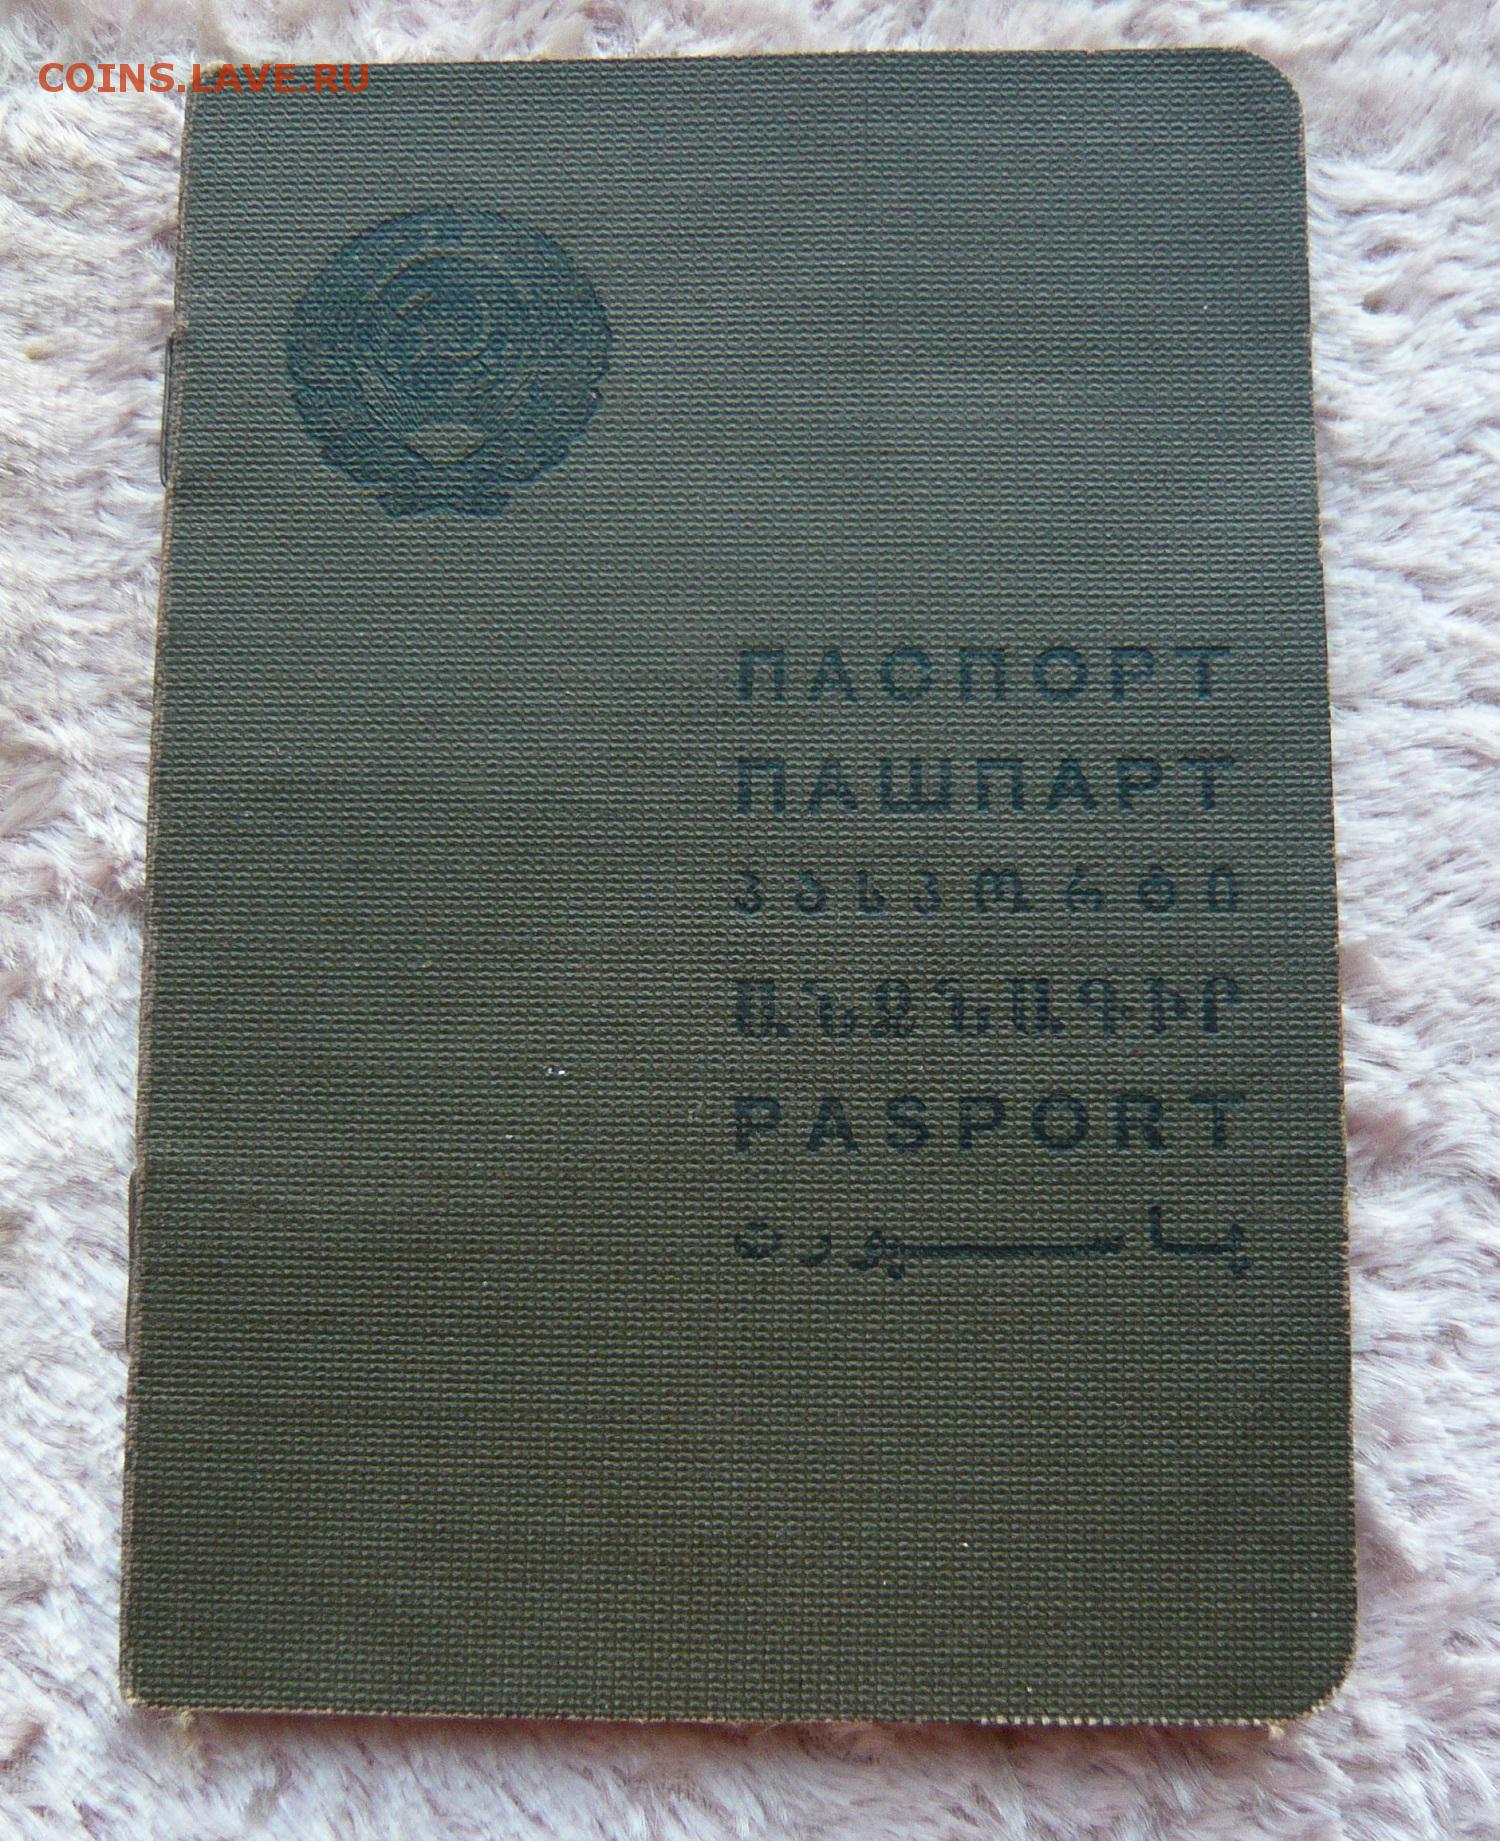 COINS.LAVE.RU
ПАСПОРТ
ПАШПАРТ
პასპორტი
ԱՆՁՆԱԳԻՐ
PASPORT
پاسپورت